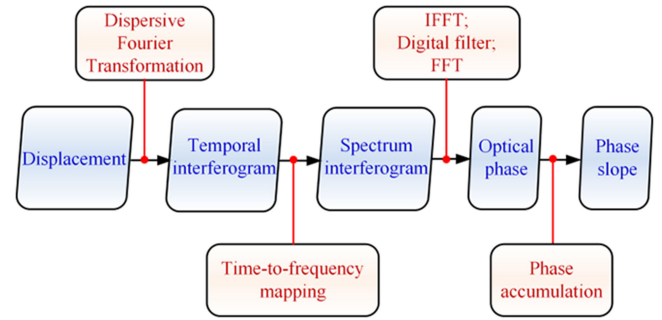 Dispersive
Fourier
Transformation
IFFT;
Digital filter;
FFT
Displacement
Temporal
interferogram
Spectrum
interferogram
Optical
phase
Phase
slope
Time-to-frequency
mapping
Phase
accumulation